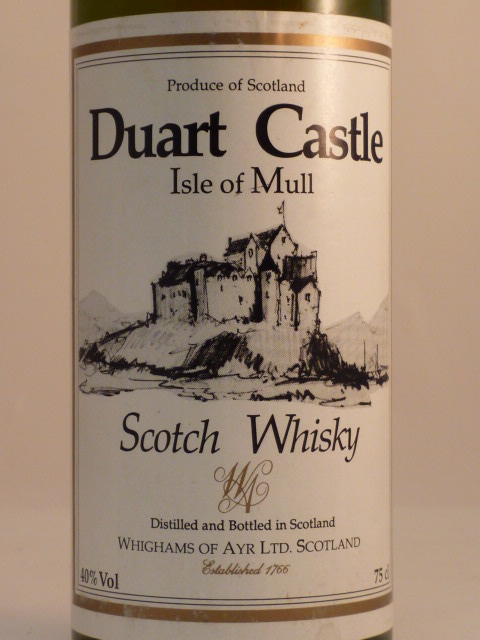 Produce of Scotland
Duart Castle
Isle of Mull
Scotch Whisky
WA
Distilled and Bottled in Scotland
WHIGHAMS OF AYR LTD. SCOTLAND
Established 1766
40% Vol 75 cl